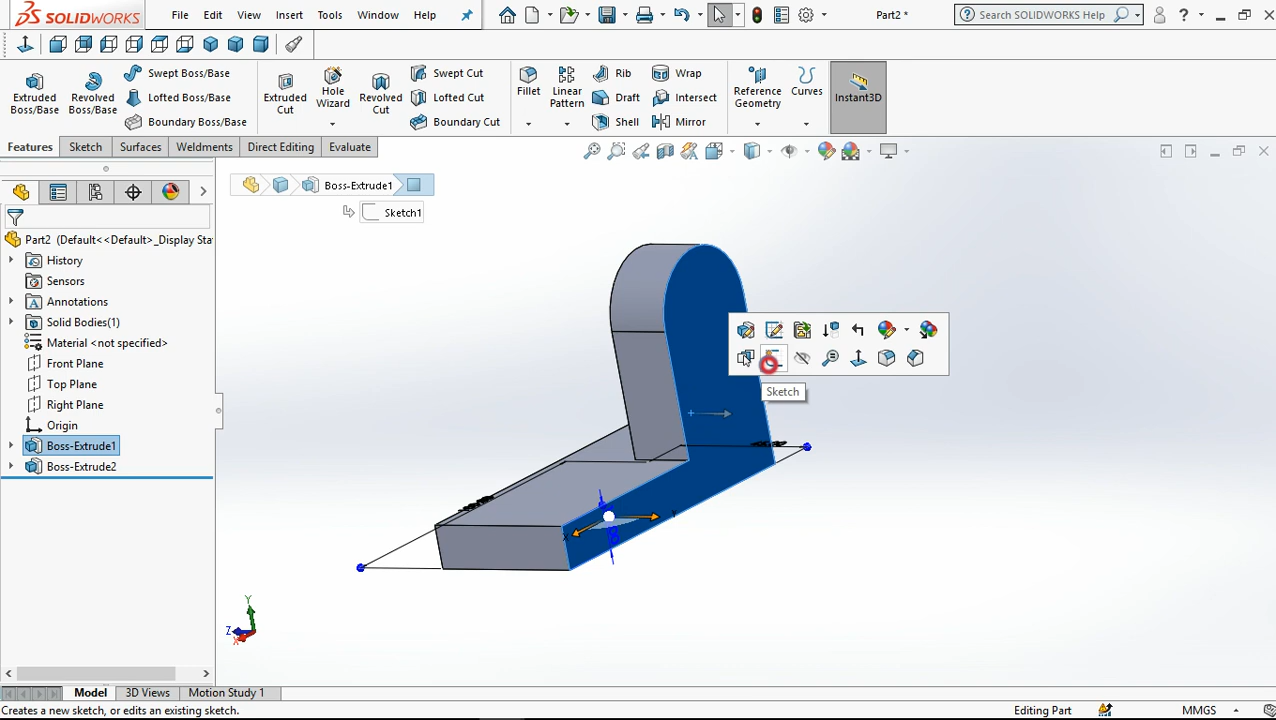 SOLIDWORKS
File Edit View Insert Tools Window Help
Part2 *
Search SOLIDWORKS Help
?
Extruded Boss/Base
Revolved Boss/Base
Swept Boss/Base
Lofted Boss/Base
Boundary Boss/Base
Extruded Cut
Hole Wizard
Revolved Cut
Swept Cut
Lofted Cut
Boundary Cut
Fillet
Linear Pattern
Rib
Draft
Shell
Wrap
Intersect
Mirror
Reference Geometry
Curves
Instant3D
Features Sketch Surfaces Weldments Direct Editing Evaluate
Boss-Extrude1
Sketch1
Part2 (Default<<Default>_Display Sta
History
Sensors
Annotations
Solid Bodies(1)
Material <not specified>
Front Plane
Top Plane
Right Plane
Origin
Boss-Extrude1
Boss-Extrude2
Sketch
X
Y
Y
Z
X
Model 3D Views Motion Study 1
Creates a new sketch, or edits an existing sketch.
Editing Part
MMGS